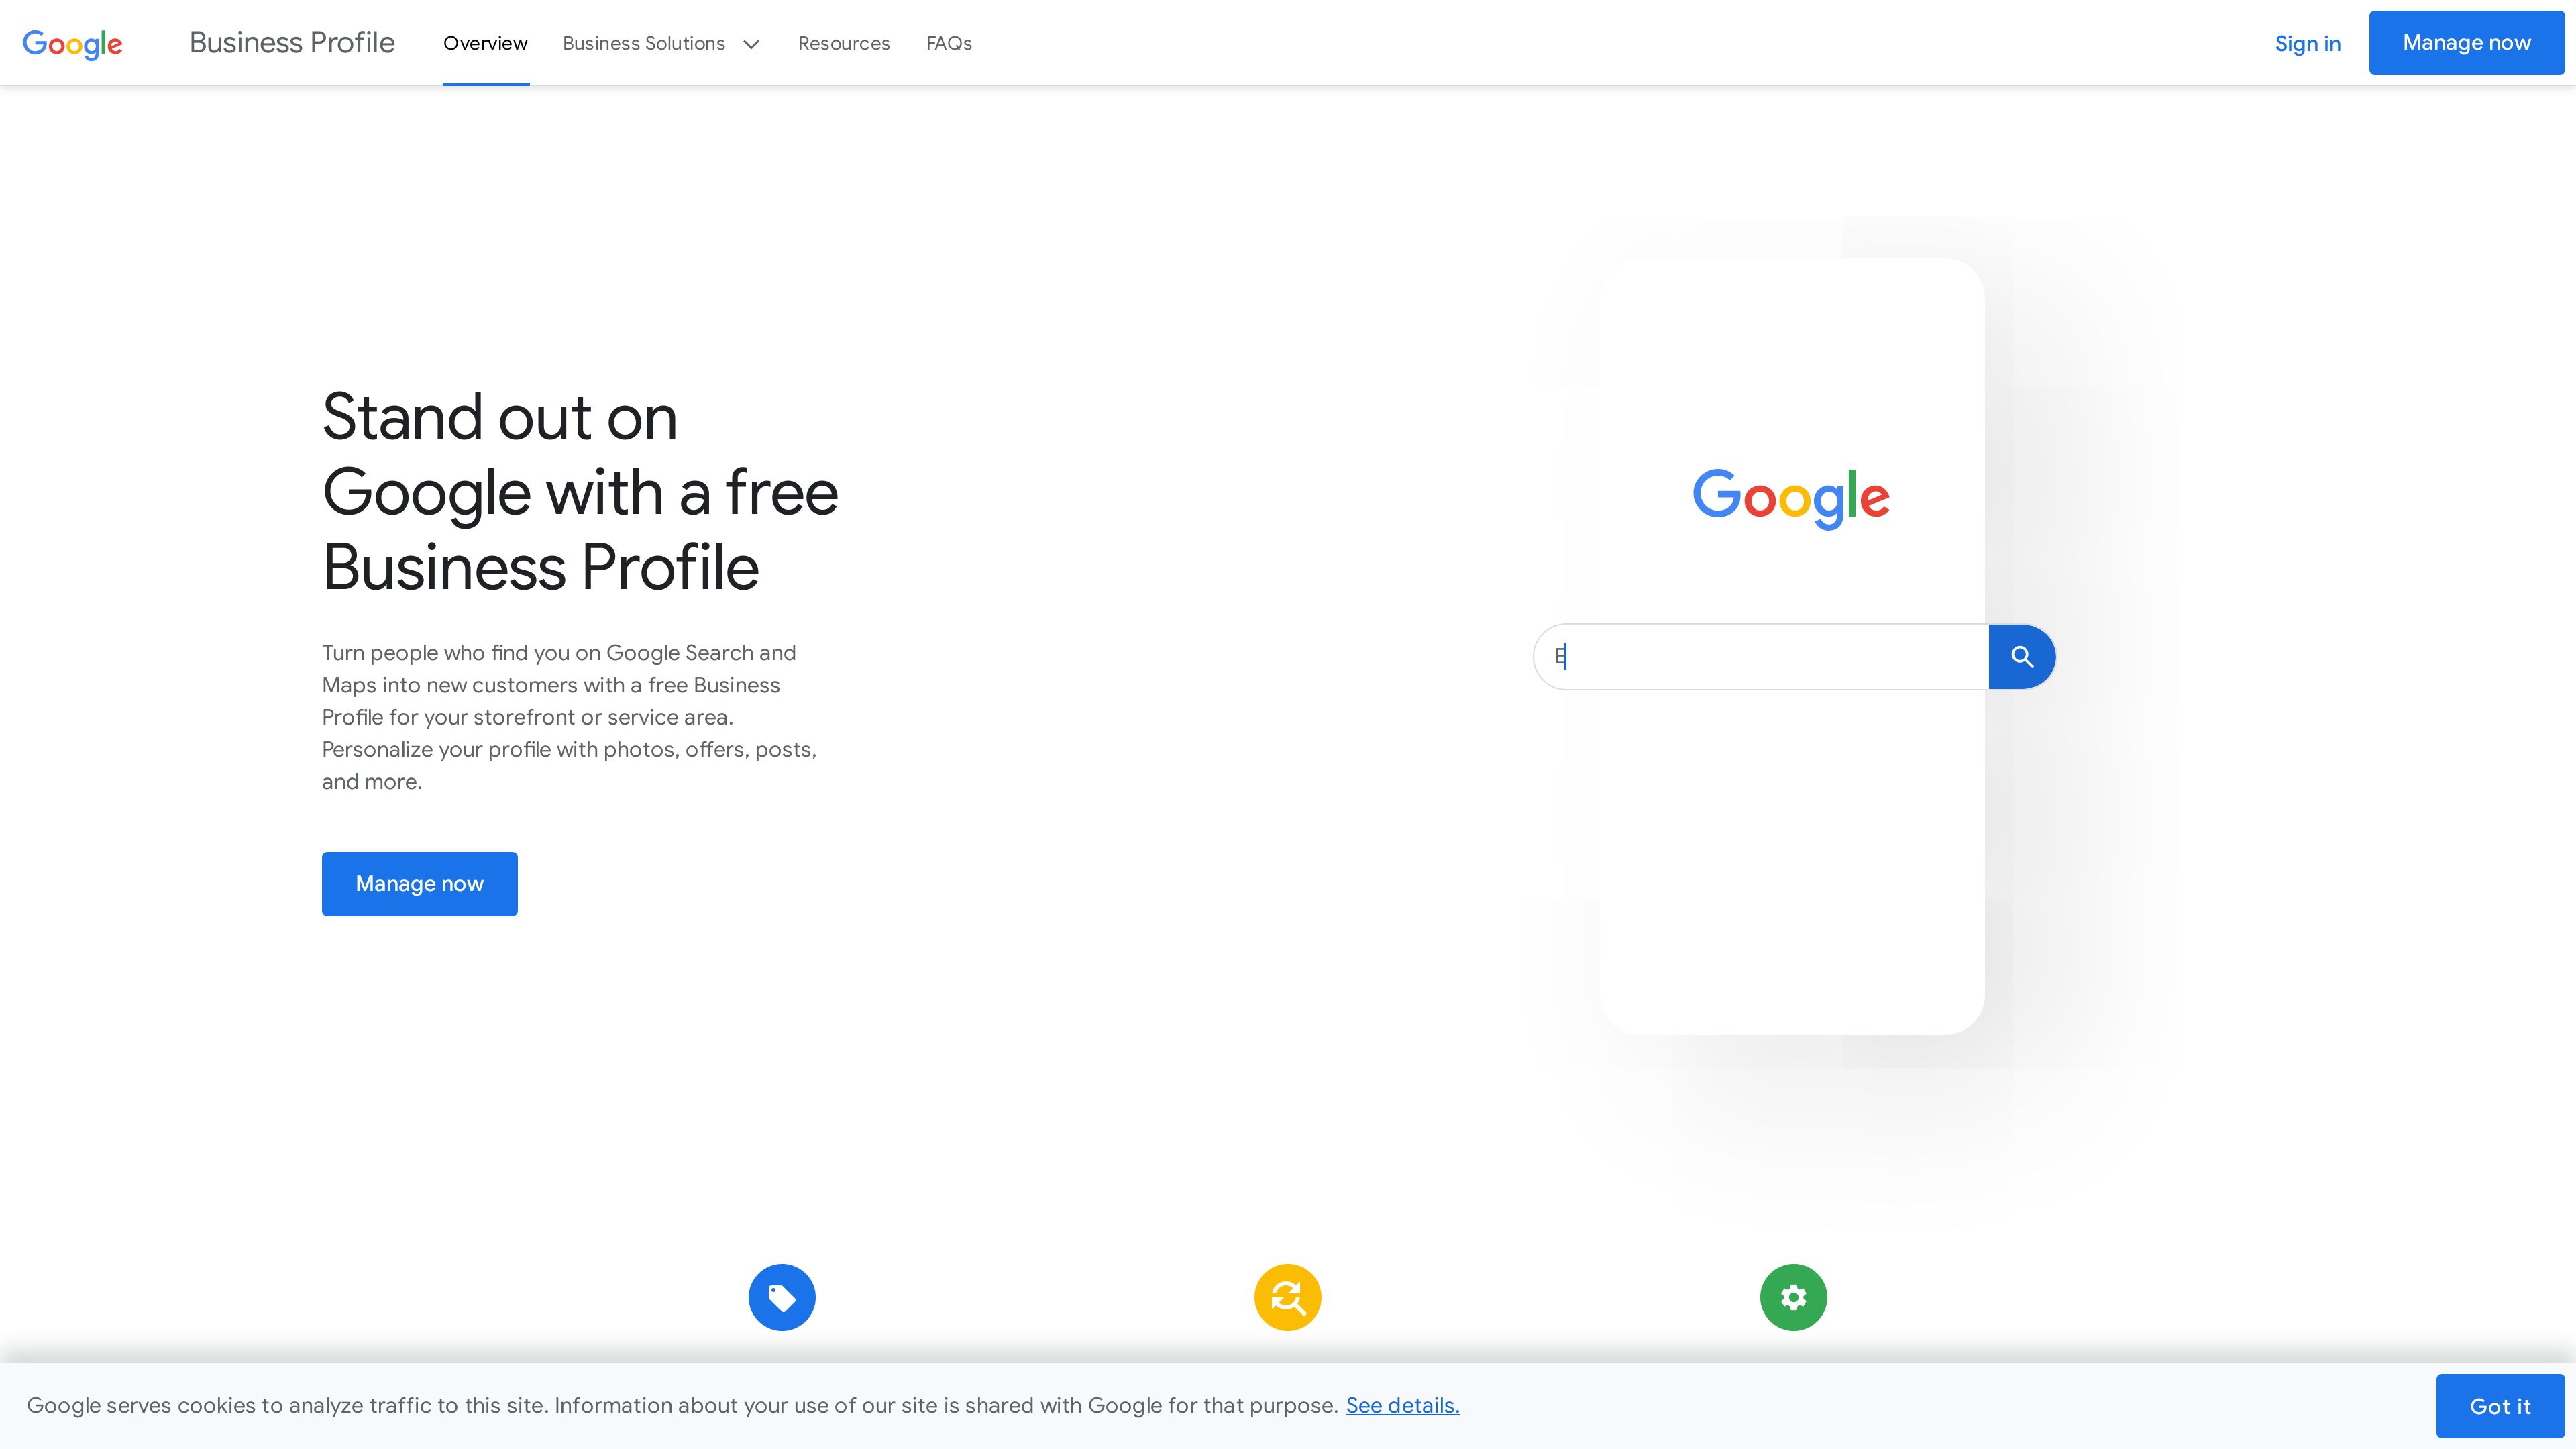 Google Business Profile Overview Business Solutions Resources FAQs Sign in Manage now
Stand out on
Google with a free
Business Profile
Turn people who find you on Google Search and
Maps into new customers with a free Business
Profile for your storefront or service area.
Personalize your profile with photos, offers, posts,
and more.
Manage now
Google
E
Google serves cookies to analyze traffic to this site. Information about your use of our site is shared with Google for that purpose. See details.
Got it